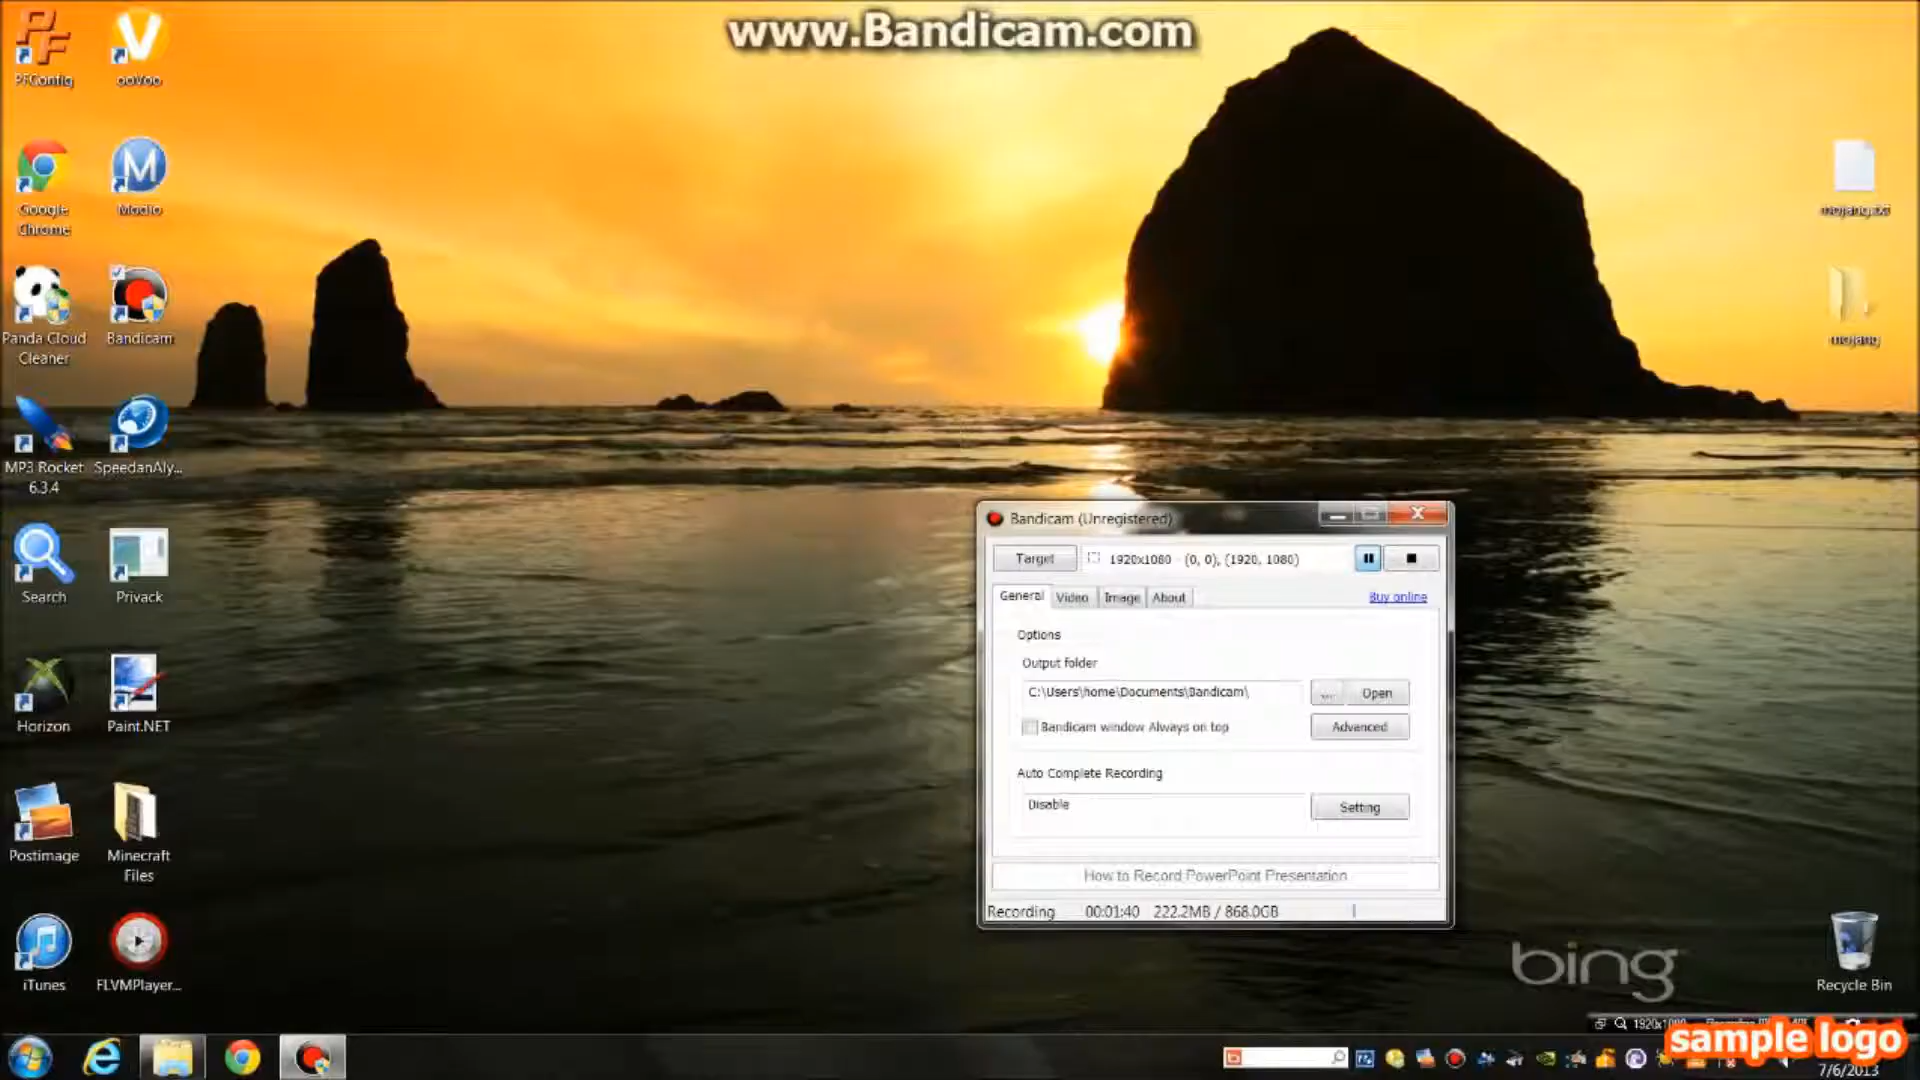 www.Bandicam.com
PFConfig
ooVoo
Google
Chrome
Modio
mojang.txt
Panda Cloud
Cleaner
Bandicam
mojang
MP3 Rocket
6.3.4
SpeedanAly...
Search
Privack
Horizon
Paint.NET
Postimage
Minecraft
Files
iTunes
FLVMPlayer...
Bandicam (Unregistered)
Target
1920x1080 - (0, 0), (1920, 1080)
General
Video
Image
About
Buy online
Options
Output folder
C:\Users\home\Documents\Bandicam\
...
Open
Bandicam window Always on top
Advanced
Auto Complete Recording
Disable
Setting
How to Record PowerPoint Presentation
Recording
00:01:40
222.2MB / 868.0GB
bing
Recycle Bin
1920x1080
sample logo
7/6/2013